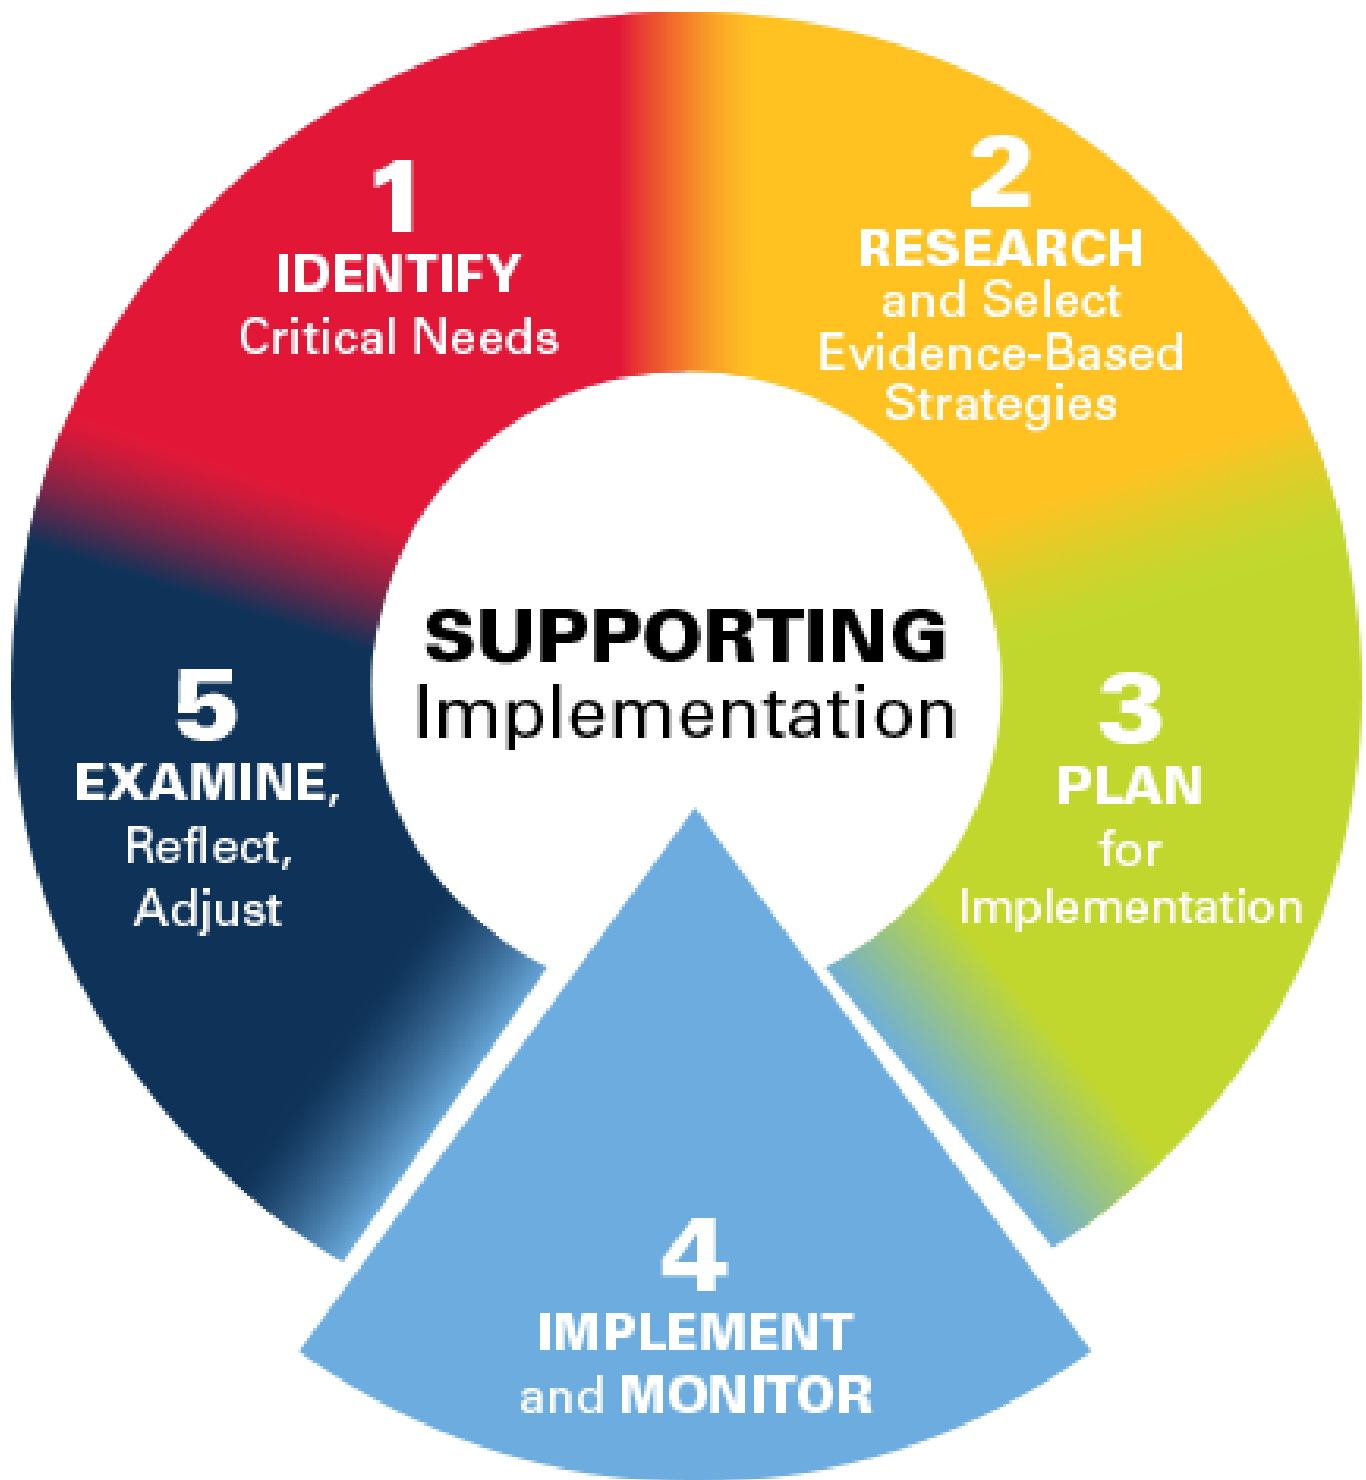 1
IDENTIFY
Critical Needs
2
RESEARCH
and Select
Evidence-Based
Strategies
SUPPORTING
Implementation
3
PLAN
for
Implementation
4
IMPLEMENT
and MONITOR
5
EXAMINE,
Reflect,
Adjust